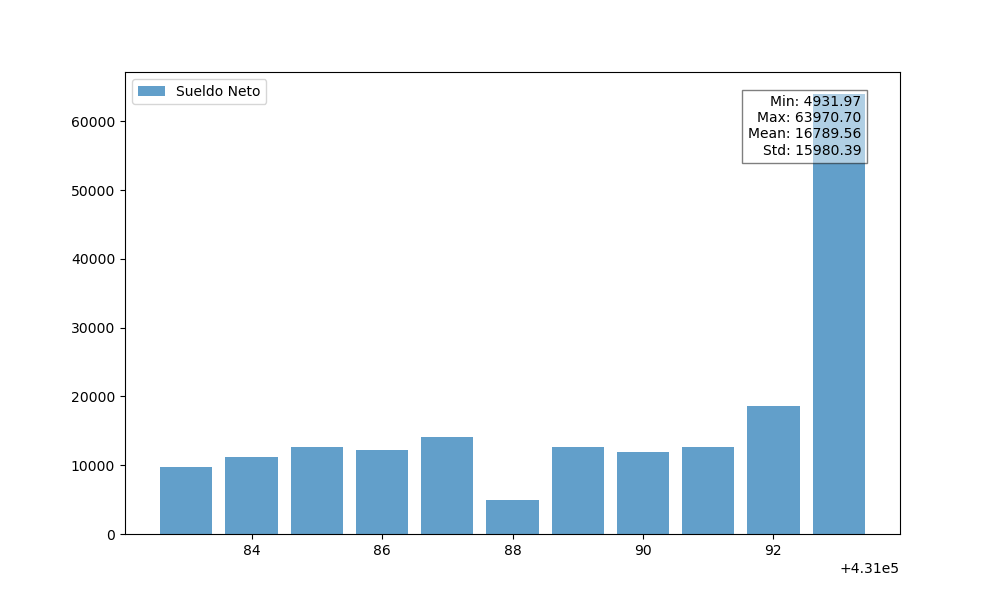 Sueldo Neto
Min: 4931.97
Max: 63970.70
Mean: 16789.56
Std: 15980.39
60000
50000
40000
30000
20000
10000
0
84 86 88 90 92
+4.31e5